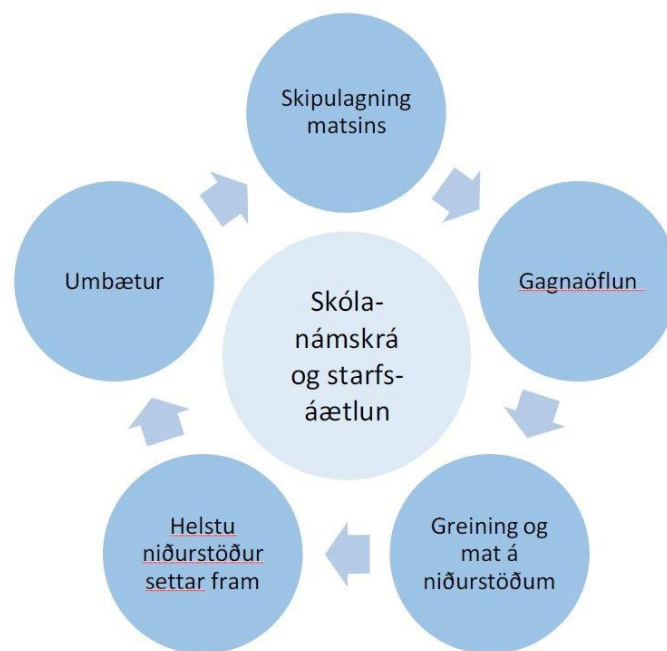 Skipulagning
matsins
Gagnaöflun
Greining og
mat á
niðurstöðum
Helstu
niðurstöður
settar fram
Umbætur
Skóla-
námskrá
og starfs-
áætlun